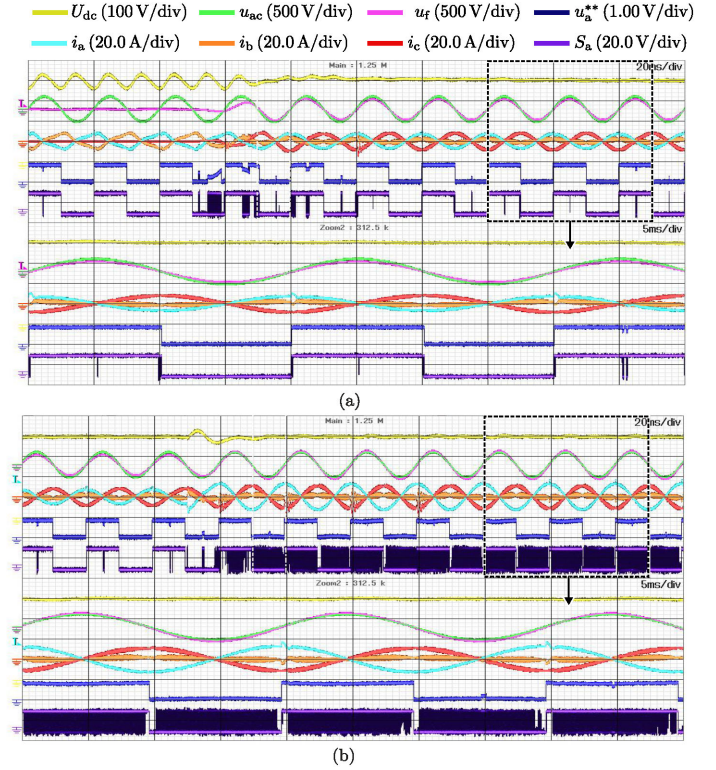 U_dc (100 V/div) u_ac (500 V/div) u_f (500 V/div) u_a^** (1.00 V/div)
i_a (20.0 A/div) i_b (20.0 A/div) i_c (20.0 A/div) S_a (20.0 V/div)
Main : 1.25 M
20ms/div
Zoom2 : 312.5 k
5ms/div
(a)
Main : 1.25 M
20ms/div
Zoom2 : 312.5 k
5ms/div
(b)